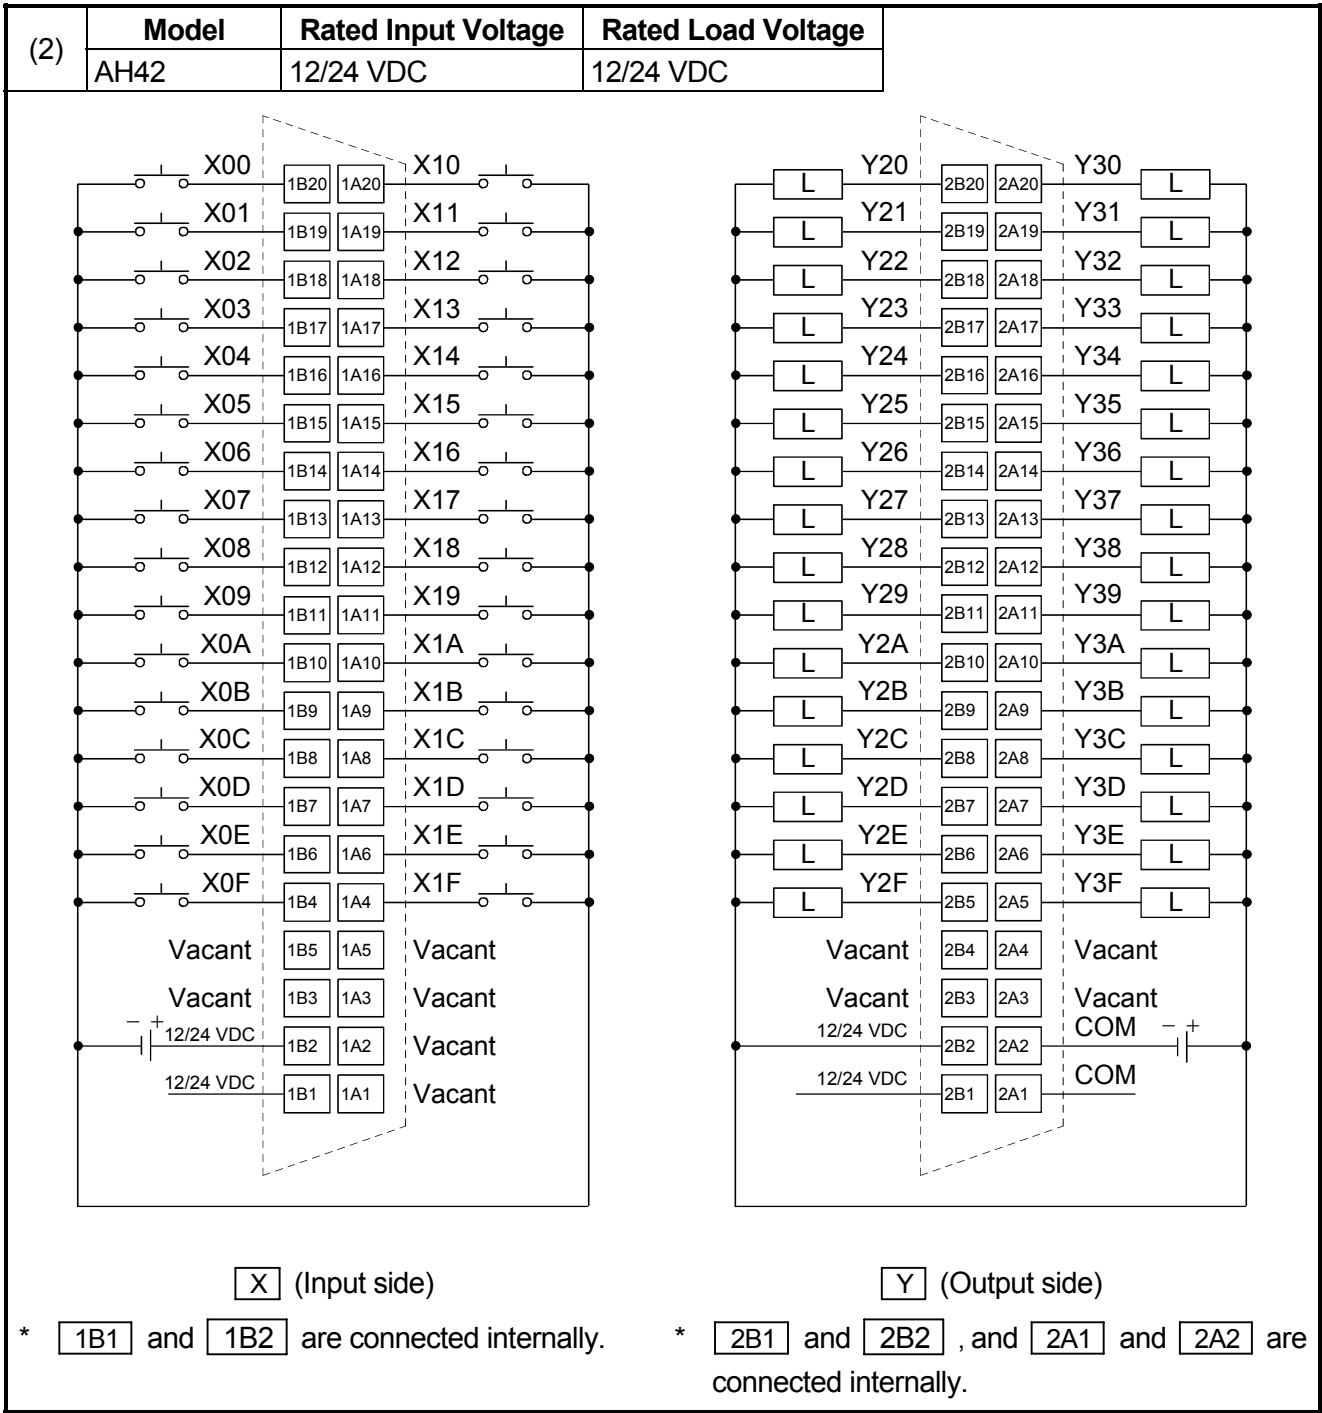 (2) Model Rated Input Voltage Rated Load Voltage
AH42 12/24 VDC 12/24 VDC
X00 1B20 1A20 X10 L Y20 2B20 2A20 Y30 L
X01 1B19 1A19 X11 L Y21 2B19 2A19 Y31 L
X02 1B18 1A18 X12 L Y22 2B18 2A18 Y32 L
X03 1B17 1A17 X13 L Y23 2B17 2A17 Y33 L
X04 1B16 1A16 X14 L Y24 2B16 2A16 Y34 L
X05 1B15 1A15 X15 L Y25 2B15 2A15 Y35 L
X06 1B14 1A14 X16 L Y26 2B14 2A14 Y36 L
X07 1B13 1A13 X17 L Y27 2B13 2A13 Y37 L
X08 1B12 1A12 X18 L Y28 2B12 2A12 Y38 L
X09 1B11 1A11 X19 L Y29 2B11 2A11 Y39 L
X0A 1B10 1A10 X1A L Y2A 2B10 2A10 Y3A L
X0B 1B9 1A9 X1B L Y2B 2B9 2A9 Y3B L
X0C 1B8 1A8 X1C L Y2C 2B8 2A8 Y3C L
X0D 1B7 1A7 X1D L Y2D 2B7 2A7 Y3D L
X0E 1B6 1A6 X1E L Y2E 2B6 2A6 Y3E L
X0F 1B4 1A4 X1F L Y2F 2B5 2A5 Y3F L
Vacant 1B5 1A5 Vacant Vacant 2B4 2A4 Vacant
Vacant 1B3 1A3 Vacant Vacant 2B3 2A3 Vacant
− + 12/24 VDC 1B2 1A2 Vacant 12/24 VDC 2B2 2A2 COM − +
12/24 VDC 1B1 1A1 Vacant 12/24 VDC 2B1 2A1 COM
X (Input side) Y (Output side)
* 1B1 and 1B2 are connected internally.
* 2B1 and 2B2 , and 2A1 and 2A2 are
connected internally.